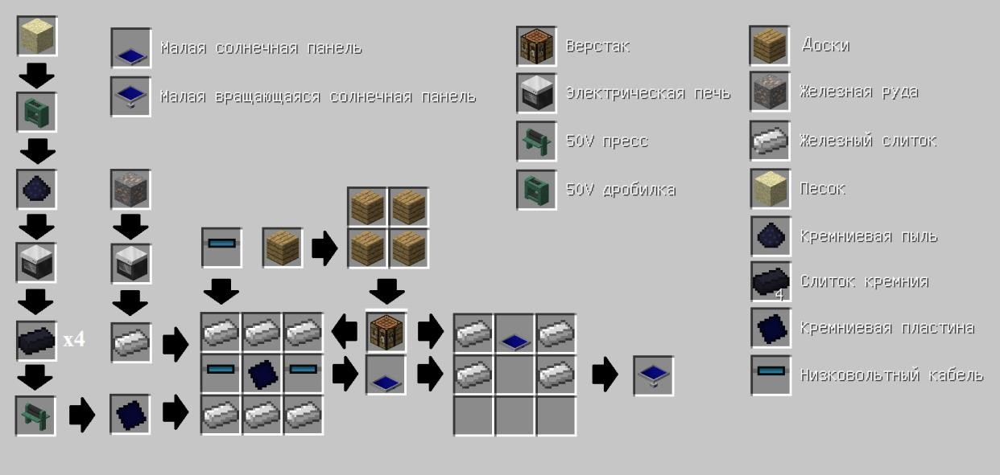 Малая солнечная панель
Малая вращающаяся солнечная панель
x4
Верстак
Электрическая печь
50V пресс
50V дробилка
Доски
Железная руда
Железный слиток
Песок
Кремниевая пыль
4
Слиток кремния
Кремниевая пластина
Низковольтный кабель